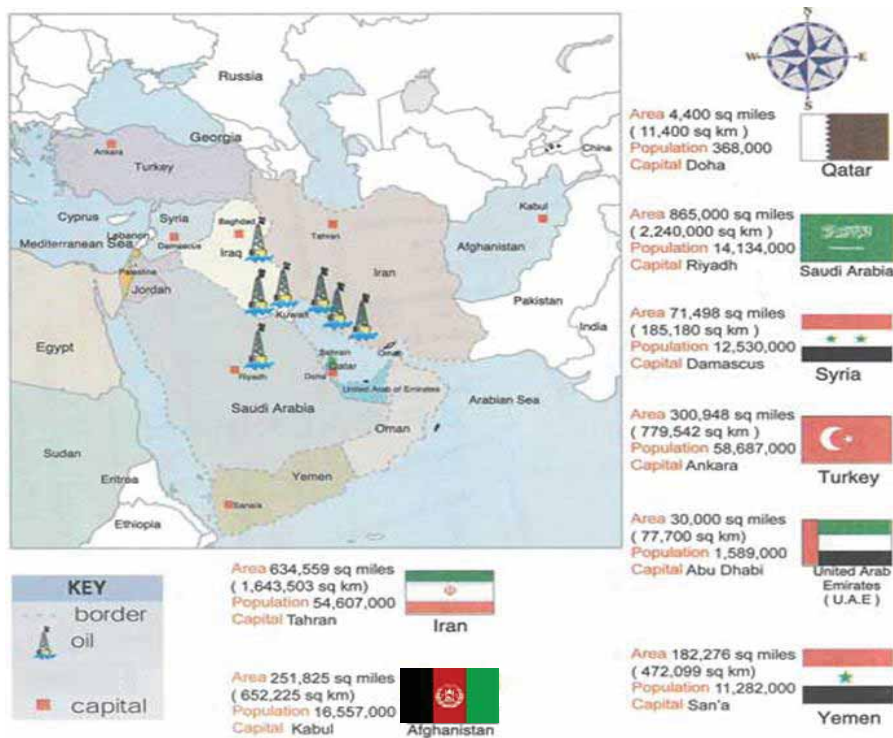 N
W
E
S
Russia
Georgia
China
Ankara
Turkey
Cyprus
Syria
Lebanon
Mediterranean Sea
Damascus
Baghdad
Iraq
Tahran
Iran
Kabul
Afghanistan
Palestine
Jordan
Kuwait
Pakistan
India
Egypt
Riyadh
Bahrain
Qatar
Doha
Oman
United Arab of Emirates
Saudi Arabia
Arabian Sea
Oman
Sudan
Eritrea
Yemen
Sana'a
Ethiopia
Area 4,400 sq miles
( 11,400 sq km )
Population 368,000
Capital Doha
Qatar
Area 865,000 sq miles
( 2,240,000 sq km )
Population 14,134,000
Capital Riyadh
Saudi Arabia
Area 71,498 sq miles
( 185,180 sq km )
Population 12,530,000
Capital Damascus
Syria
Area 300,948 sq miles
( 779,542 sq km )
Population 58,687,000
Capital Ankara
Turkey
Area 30,000 sq miles
( 77,700 sq km )
Population 1,589,000
Capital Abu Dhabi
United Arab
Emirates
( U.A.E )
Area 182,276 sq miles
( 472,099 sq km )
Population 11,282,000
Capital San'a
Yemen
KEY
border
oil
capital
Area 634,559 sq miles
( 1,643,503 sq km )
Population 54,607,000
Capital Tahran
Iran
Area 251,825 sq miles
( 652,225 sq km )
Population 16,557,000
Capital Kabul
Afghanistan